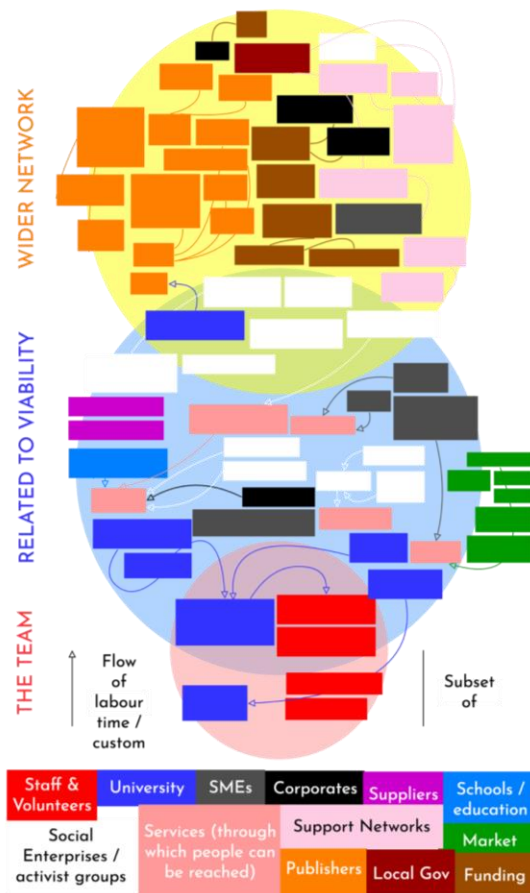 WIDER NETWORK
RELATED TO VIABILITY
THE TEAM
Flow
of
labour
time /
custom
Subset
of
Staff &
Volunteers
University
SMEs
Corporates
Suppliers
Schools /
education
Social
Enterprises /
activist groups
Services (through
which people can
be reached)
Support Networks
Market
Publishers
Local Gov
Funding